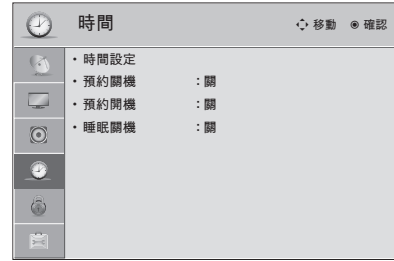 時間 移動 確認
・時間設定
・預約關機 ：關
・預約開機 ：關
・睡眠關機 ：關